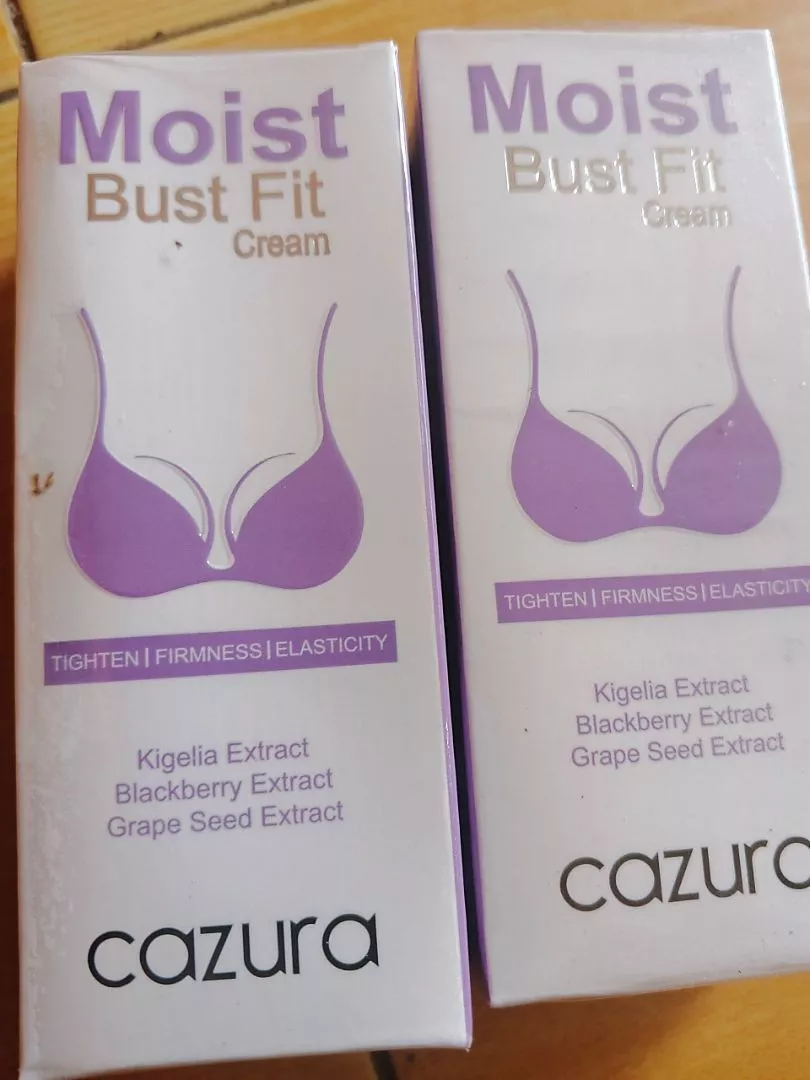 Moist
Bust Fit
Cream
TIGHTEN | FIRMNESS | ELASTICITY
Kigelia Extract
Blackberry Extract
Grape Seed Extract
cazura
Moist
Bust Fit
Cream
TIGHTEN | FIRMNESS | ELASTICITY
Kigelia Extract
Blackberry Extract
Grape Seed Extract
cazura